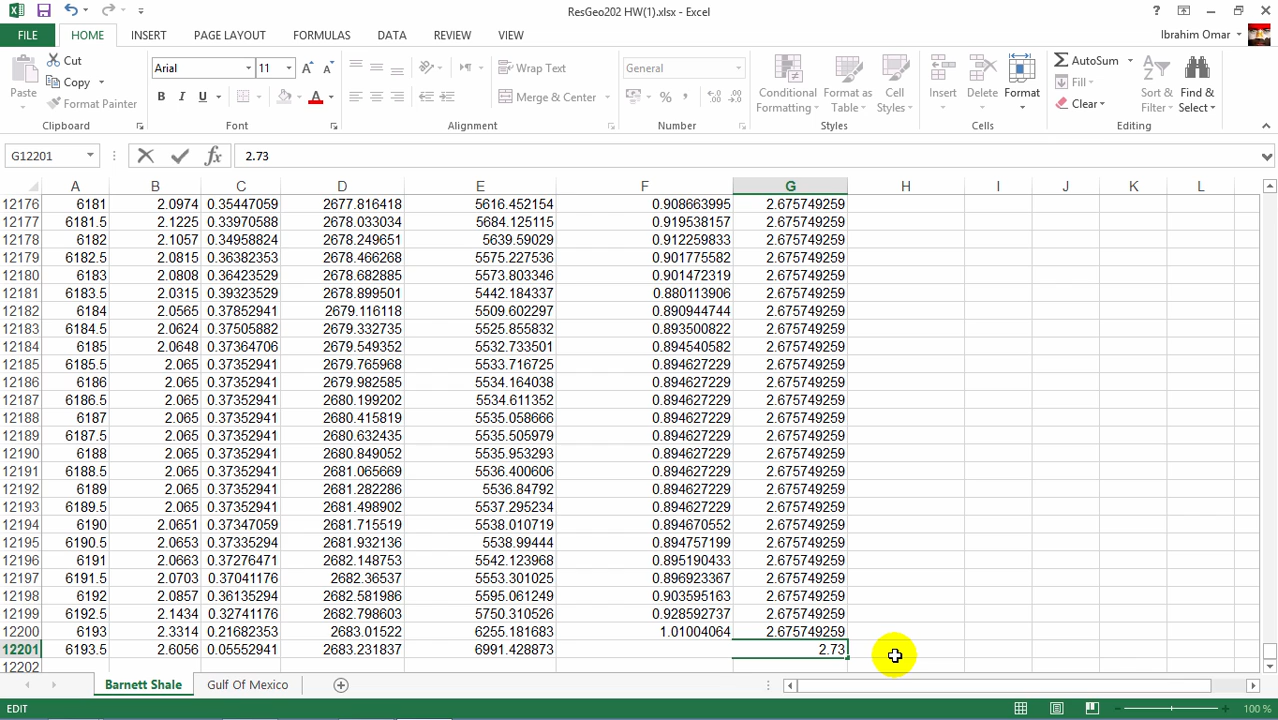 ResGeo202 HW(1).xlsx - Excel
FILE HOME INSERT PAGE LAYOUT FORMULAS DATA REVIEW VIEW Ibrahim Omar
Cut
Copy
Format Painter
Paste
Clipboard
Arial 11
B I U
Font
Wrap Text
Merge & Center
Alignment
General
Number
Conditional Formatting
Format as Table
Cell Styles
Styles
Insert Delete Format
Cells
AutoSum
Fill
Clear
Sort & Filter
Find & Select
Editing
G12201 fx 2.73
A B C D E F G H I J K L
12176 6181 2.0974 0.35447059 2677.816418 5616.452154 0.908663995 2.675749259
12177 6181.5 2.1225 0.33970588 2678.033034 5684.125115 0.919538157 2.675749259
12178 6182 2.1057 0.34958824 2678.249651 5639.59029 0.912259833 2.675749259
12179 6182.5 2.0815 0.36382353 2678.466268 5575.227536 0.901775582 2.675749259
12180 6183 2.0808 0.36423529 2678.682885 5573.803346 0.901472319 2.675749259
12181 6183.5 2.0315 0.39323529 2678.899501 5442.184337 0.880113906 2.675749259
12182 6184 2.0565 0.37852941 2679.116118 5509.602297 0.890944744 2.675749259
12183 6184.5 2.0624 0.37505882 2679.332735 5525.855832 0.893500822 2.675749259
12184 6185 2.0648 0.37364706 2679.549352 5532.733501 0.894540582 2.675749259
12185 6185.5 2.065 0.37352941 2679.765968 5533.716725 0.894627229 2.675749259
12186 6186 2.065 0.37352941 2679.982585 5534.164038 0.894627229 2.675749259
12187 6186.5 2.065 0.37352941 2680.199202 5534.611352 0.894627229 2.675749259
12188 6187 2.065 0.37352941 2680.415819 5535.058666 0.894627229 2.675749259
12189 6187.5 2.065 0.37352941 2680.632435 5535.505979 0.894627229 2.675749259
12190 6188 2.065 0.37352941 2680.849052 5535.953293 0.894627229 2.675749259
12191 6188.5 2.065 0.37352941 2681.065669 5536.400606 0.894627229 2.675749259
12192 6189 2.065 0.37352941 2681.282286 5536.84792 0.894627229 2.675749259
12193 6189.5 2.065 0.37352941 2681.498902 5537.295234 0.894627229 2.675749259
12194 6190 2.0651 0.37347059 2681.715519 5538.010719 0.894670552 2.675749259
12195 6190.5 2.0653 0.37335294 2681.932136 5538.99444 0.894757199 2.675749259
12196 6191 2.0663 0.37276471 2682.148753 5542.123968 0.895190433 2.675749259
12197 6191.5 2.0703 0.37041176 2682.36537 5553.301025 0.896923367 2.675749259
12198 6192 2.0857 0.36135294 2682.581986 5595.061249 0.903595163 2.675749259
12199 6192.5 2.1434 0.32741176 2682.798603 5750.310526 0.928592737 2.675749259
12200 6193 2.3314 0.21682353 2683.01522 6255.181683 1.01004064 2.675749259
12201 6193.5 2.6056 0.05552941 2683.231837 6991.428873 2.73
12202
Barnett Shale Gulf Of Mexico
EDIT 100 %